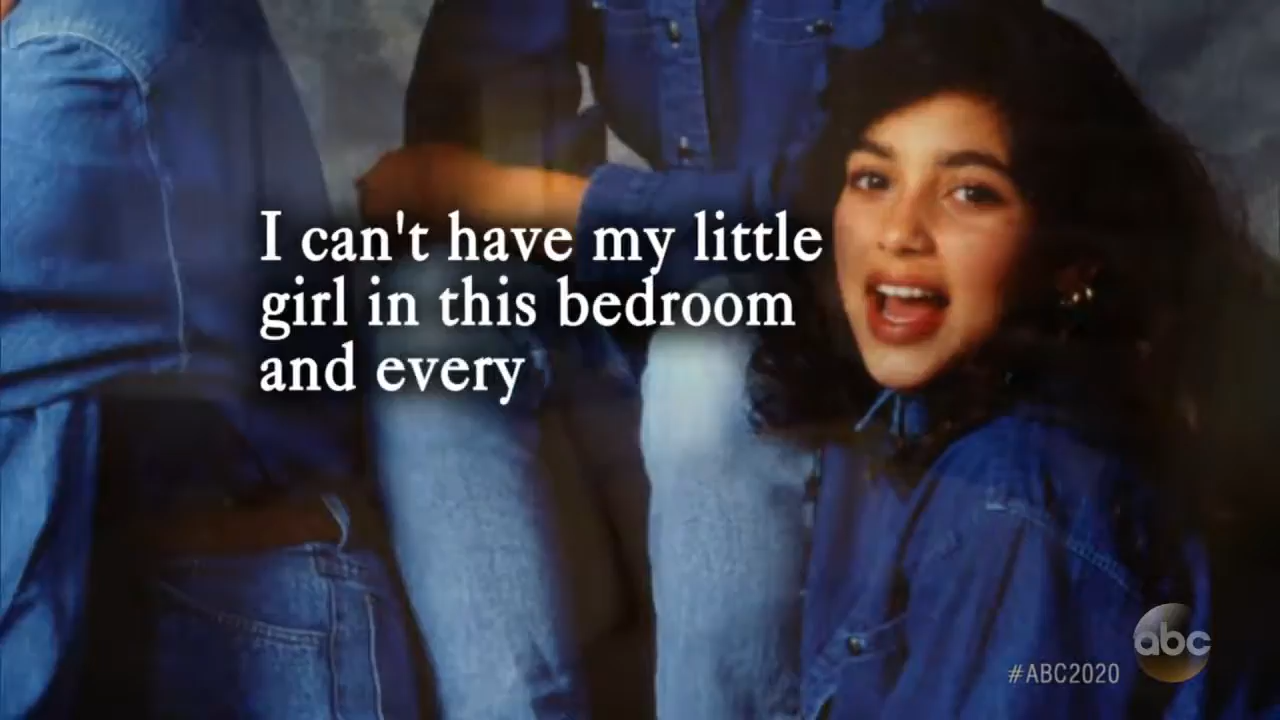 I can't have my little
girl in this bedroom
and every
abc
#ABC2020